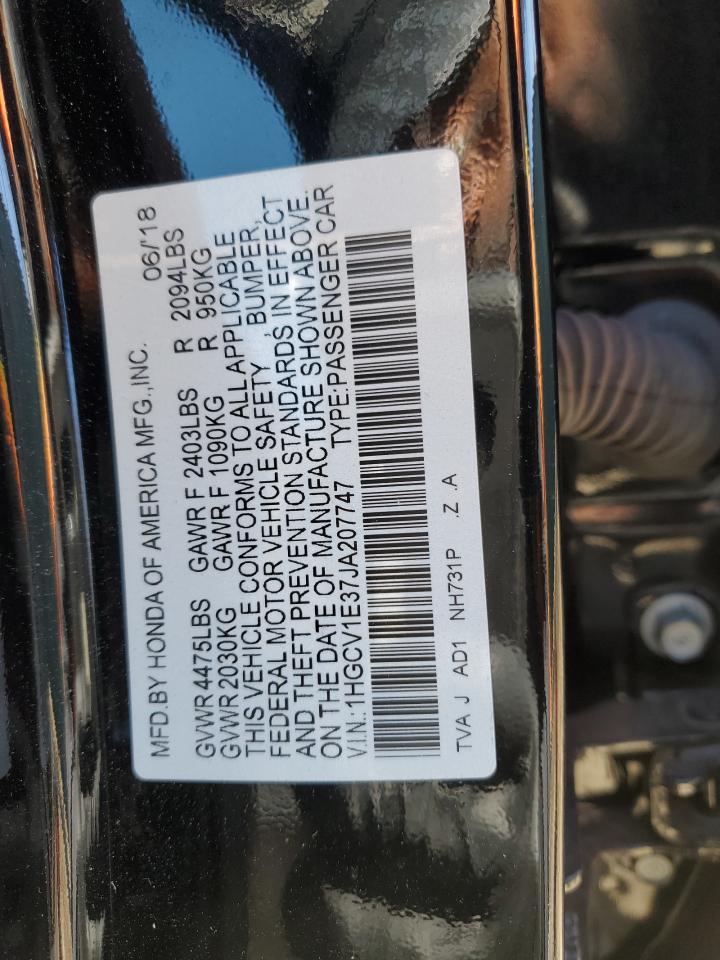 MFD.BY HONDA OF AMERICA MFG.,INC. 06/'18
GVWR 4475LBS GAWR F 2403LBS R 2094LBS
GVWR 2030KG GAWR F 1090KG R 950KG
THIS VEHICLE CONFORMS TO ALL APPLICABLE
FEDERAL MOTOR VEHICLE SAFETY, BUMPER,
AND THEFT PREVENTION STANDARDS IN EFFECT
ON THE DATE OF MANUFACTURE SHOWN ABOVE.
V.I.N.:1HGCV1E37JA207747 TYPE:PASSENGER CAR
TVA J AD1 NH731P .Z .A